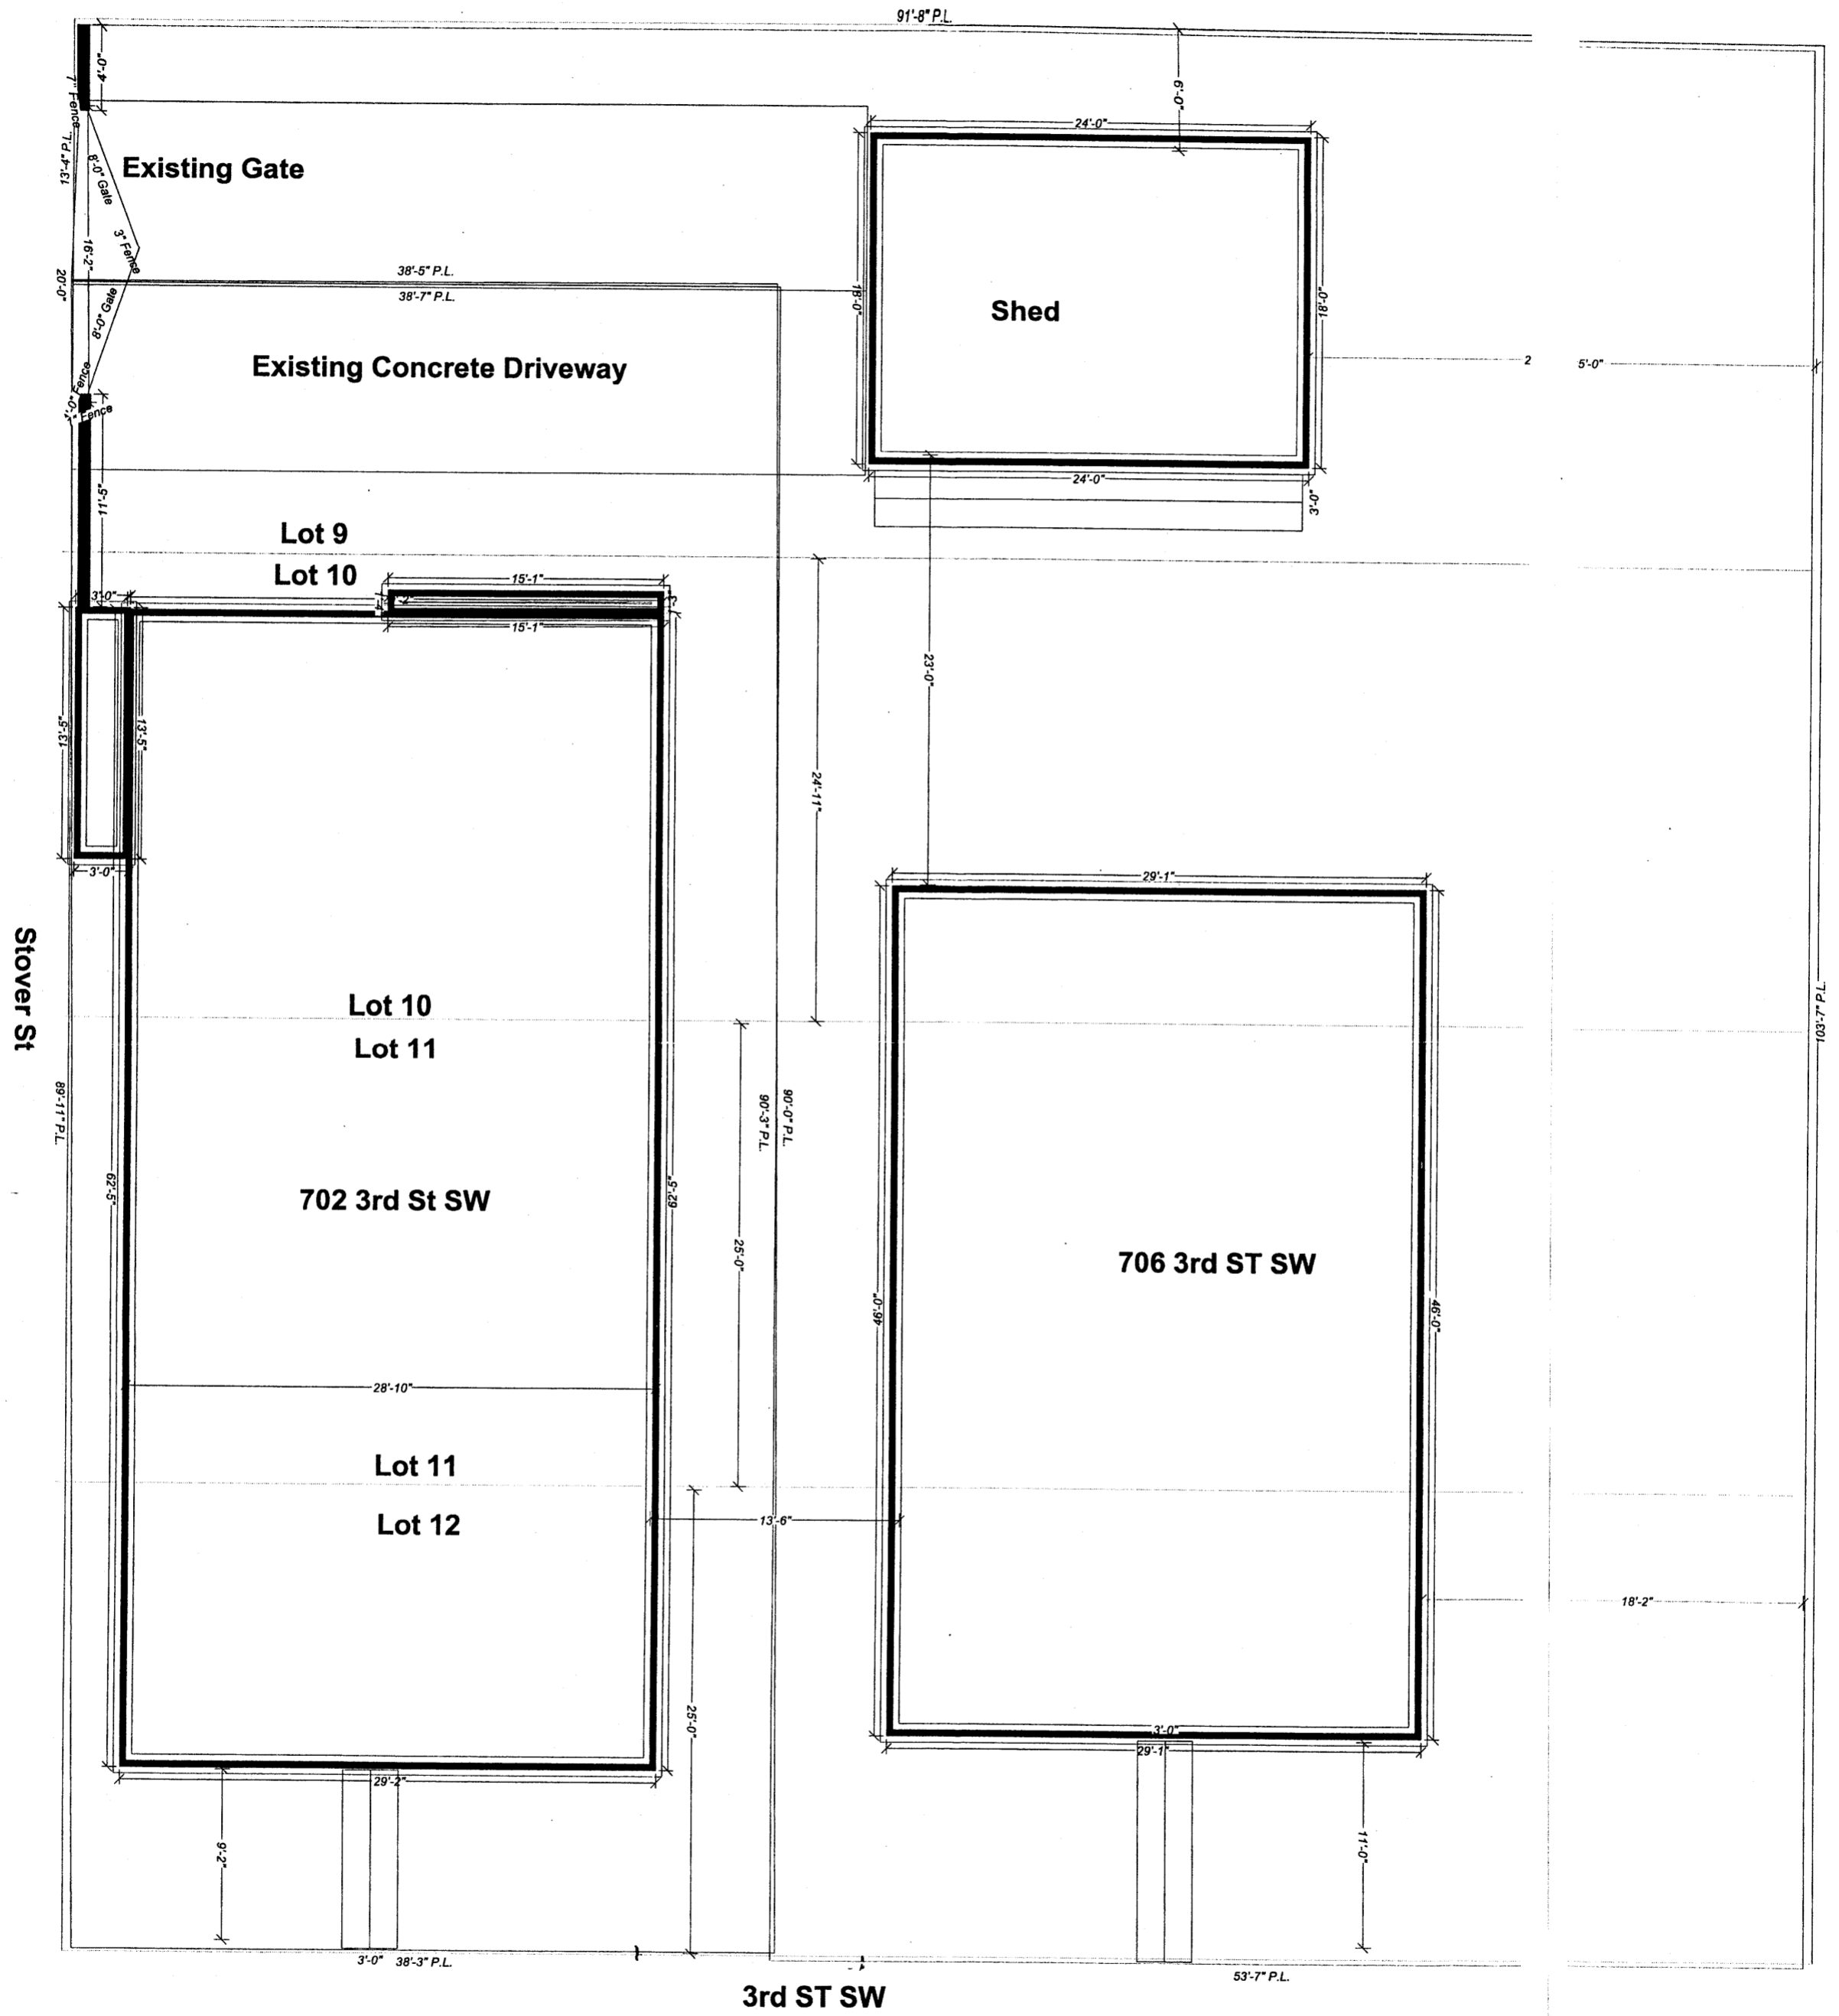 91'-8" P.L.
4'-0"
6'-0"
7" Fence
13'-4" P.L.
24'-0"
8'-0" Gate
Existing Gate
3" Fence
16'-2"
20'-0"
38'-5" P.L.
38'-7" P.L.
8'-0" Gate
18'-0"
Shed
18'-0"
Existing Concrete Driveway
2
5'-0"
Fence
Fence
11'-5"
24'-0"
3'-0"
Lot 9
Lot 10
15'-1"
3'-0"
15'-1"
23'-0"
13'-5"
13'-5"
24'-11"
3'-0"
29'-1"
Stover St
Lot 10
Lot 11
103'-7" P.L.
89'-11" P.L.
90'-3" P.L.
90'-0" P.L.
62'-5"
702 3rd St SW
62'-5"
25'-0"
706 3rd ST SW
46'-0"
46'-0"
28'-10"
Lot 11
Lot 12
13'-6"
18'-2"
25'-0"
3'-0"
29'-1"
29'-2"
9'-2"
11'-0"
3'-0" 38'-3" P.L.
53'-7" P.L.
3rd ST SW